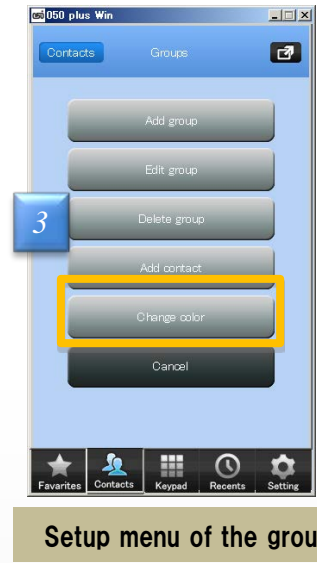 050 plus Win
Contacts
Groups
Add group
Edit group
Delete group
3
Add contact
Change color
Cancel
Favarites
Contacts
Keypad
Recents
Setting
Setup menu of the grou